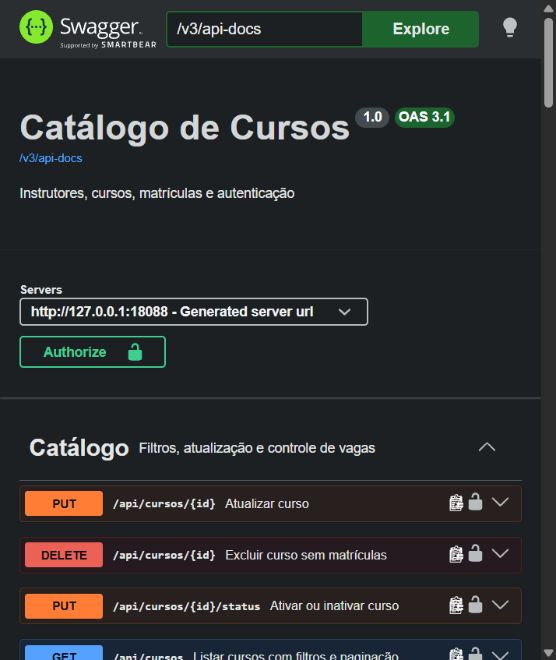 Swagger
Supported by SMARTBEAR
/v3/api-docs
Explore
Catálogo de Cursos 1.0 OAS 3.1
/v3/api-docs
Instrutores, cursos, matrículas e autenticação
Servers
http://127.0.0.1:18088 - Generated server url
Authorize
Catálogo Filtros, atualização e controle de vagas
PUT /api/cursos/{id} Atualizar curso
DELETE /api/cursos/{id} Excluir curso sem matrículas
PUT /api/cursos/{id}/status Ativar ou inativar curso
GET /api/cursos Listar cursos com filtros e paginação